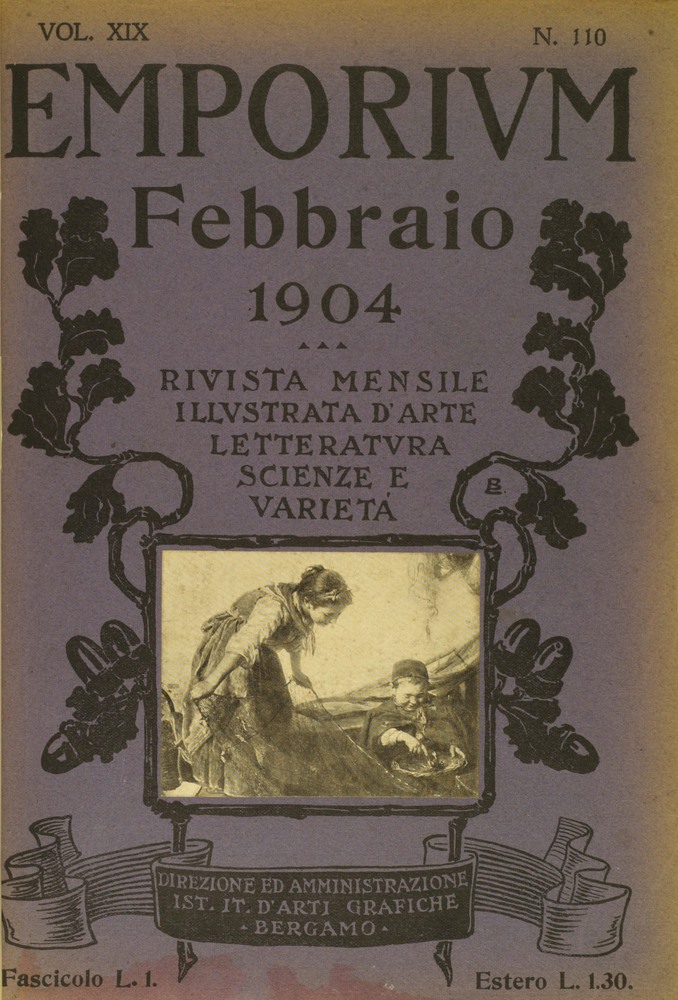 VOL. XIX
N. 110
EMPORIVM
Febbraio
1904
RIVISTA MENSILE
ILLVSTRATA D'ARTE
LETTERATVRA
SCIENZE E
VARIETÁ
B.
DIREZIONE ED AMMINISTRAZIONE
IST. IT. D'ARTI GRAFICHE
- BERGAMO -
Fascicolo L. 1.
Estero L. 1.30.